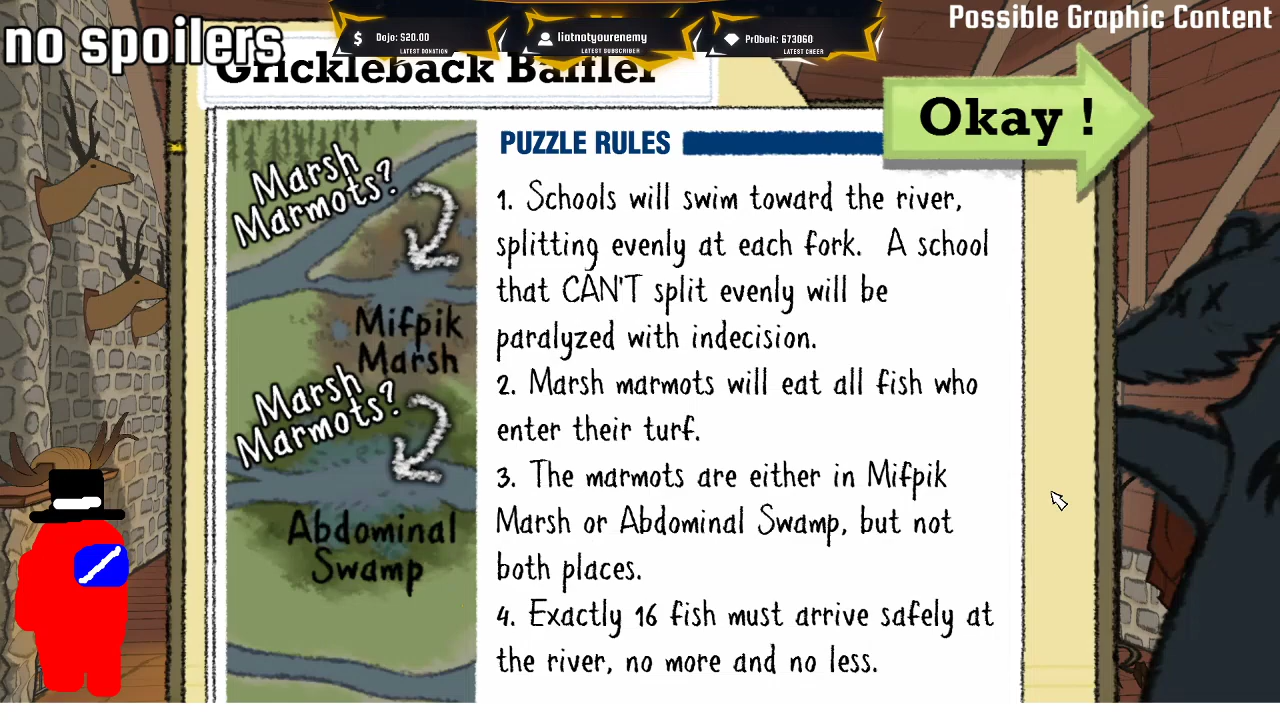 no spoilers
Dojo: $20.00
LATEST DONATION
liatnotyourenemy
LATEST SUBSCRIBER
Pr0bait: 673060
LATEST CHEER
Possible Graphic Content
Grickleback Baffler
Okay !
PUZZLE RULES
Marsh
Marmots?
Mifpik
Marsh
Marsh
Marmots?
Abdominal
Swamp
1. Schools will swim toward the river,
splitting evenly at each fork. A school
that CAN'T split evenly will be
paralyzed with indecision.
2. Marsh marmots will eat all fish who
enter their turf.
3. The marmots are either in Mifpik
Marsh or Abdominal Swamp, but not
both places.
4. Exactly 16 fish must arrive safely at
the river, no more and no less.